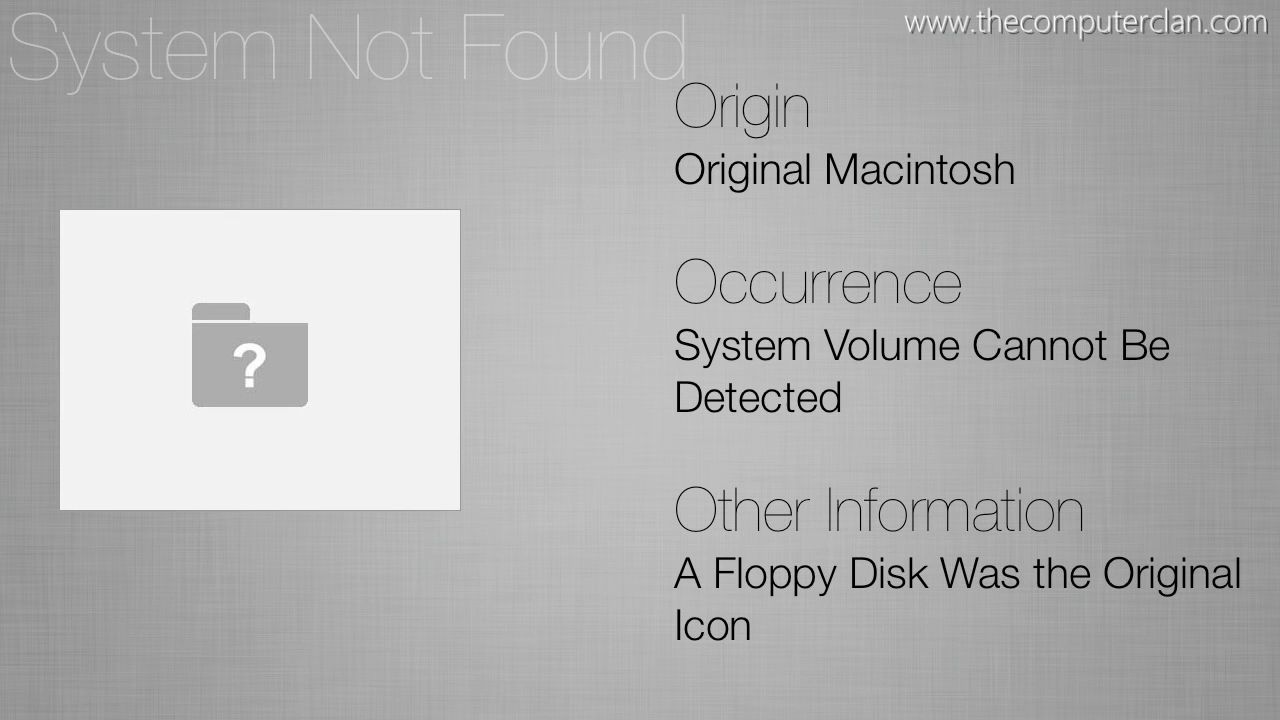 System Not Found
www.thecomputerclan.com
Origin
Original Macintosh
Occurrence
System Volume Cannot Be
Detected
Other Information
A Floppy Disk Was the Original
Icon
?